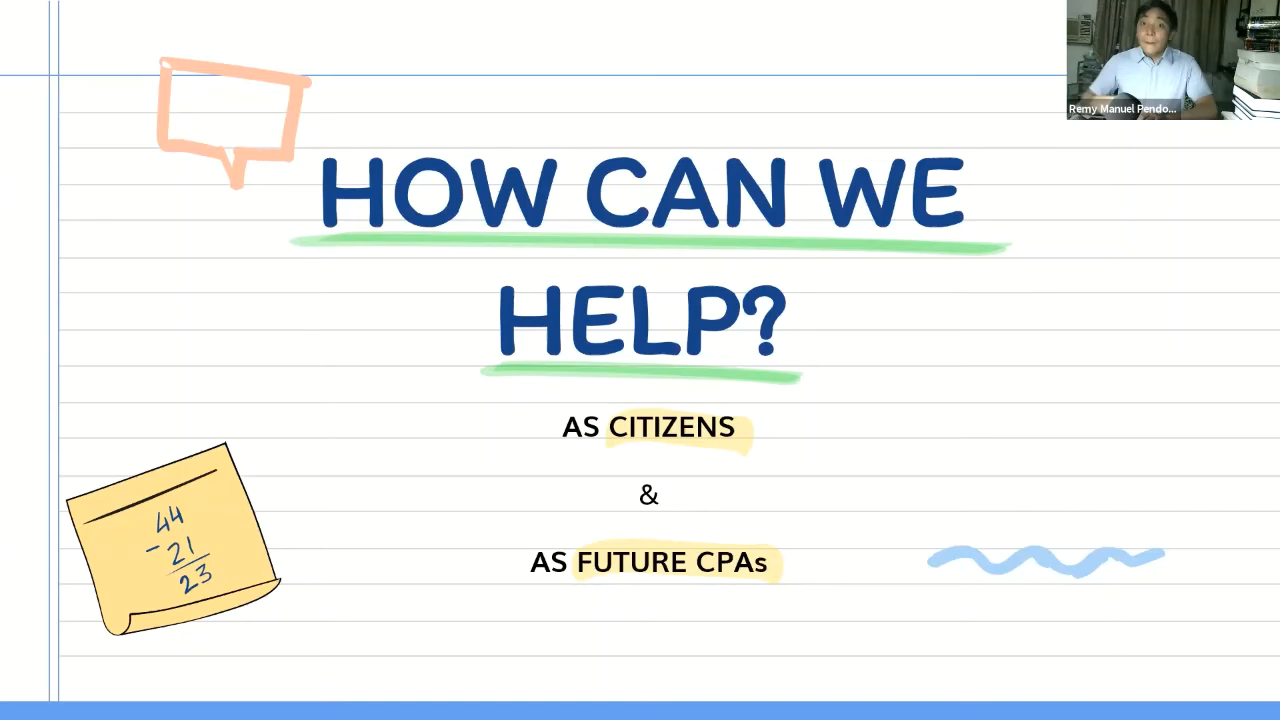 Remy Manuel Pendo...
HOW CAN WE
HELP?
AS CITIZENS
&
AS FUTURE CPAs
44
- 21
23